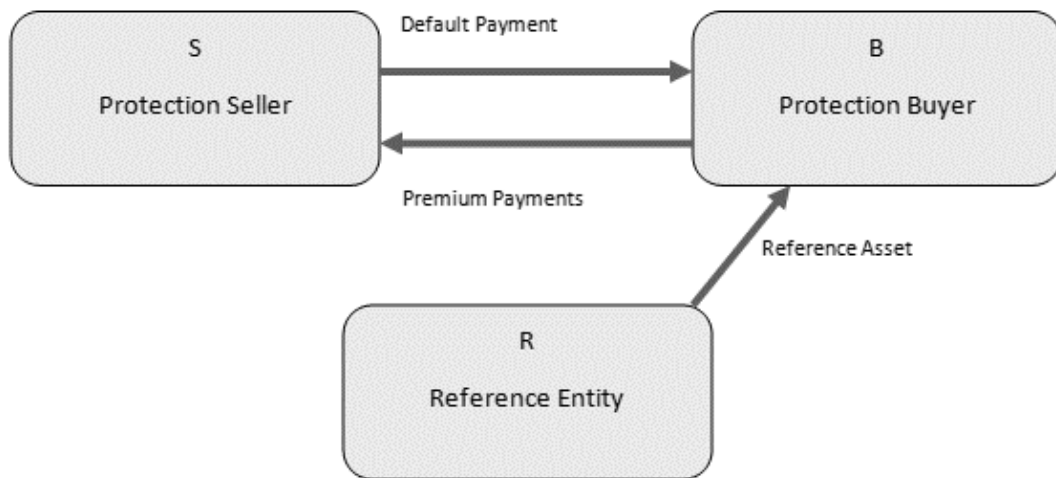 Default Payment
S
Protection Seller
B
Protection Buyer
Premium Payments
Reference Asset
R
Reference Entity